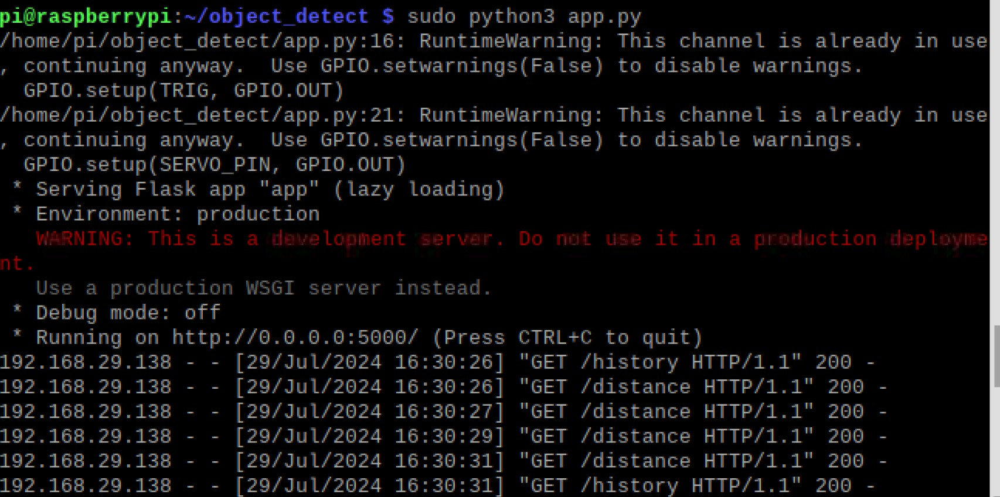 pi@raspberrypi:~/object_detect $ sudo python3 app.py
/home/pi/object_detect/app.py:16: RuntimeWarning: This channel is already in use
, continuing anyway.  Use GPIO.setwarnings(False) to disable warnings.
  GPIO.setup(TRIG, GPIO.OUT)
/home/pi/object_detect/app.py:21: RuntimeWarning: This channel is already in use
, continuing anyway.  Use GPIO.setwarnings(False) to disable warnings.
  GPIO.setup(SERVO_PIN, GPIO.OUT)
 * Serving Flask app "app" (lazy loading)
 * Environment: production
   WARNING: This is a development server. Do not use it in a production deployme
nt.
   Use a production WSGI server instead.
 * Debug mode: off
 * Running on http://0.0.0.0:5000/ (Press CTRL+C to quit)
192.168.29.138 - - [29/Jul/2024 16:30:26] "GET /history HTTP/1.1" 200 -
192.168.29.138 - - [29/Jul/2024 16:30:26] "GET /distance HTTP/1.1" 200 -
192.168.29.138 - - [29/Jul/2024 16:30:27] "GET /distance HTTP/1.1" 200 -
192.168.29.138 - - [29/Jul/2024 16:30:29] "GET /distance HTTP/1.1" 200 -
192.168.29.138 - - [29/Jul/2024 16:30:31] "GET /distance HTTP/1.1" 200 -
192.168.29.138 - - [29/Jul/2024 16:30:31] "GET /history HTTP/1.1" 200 -